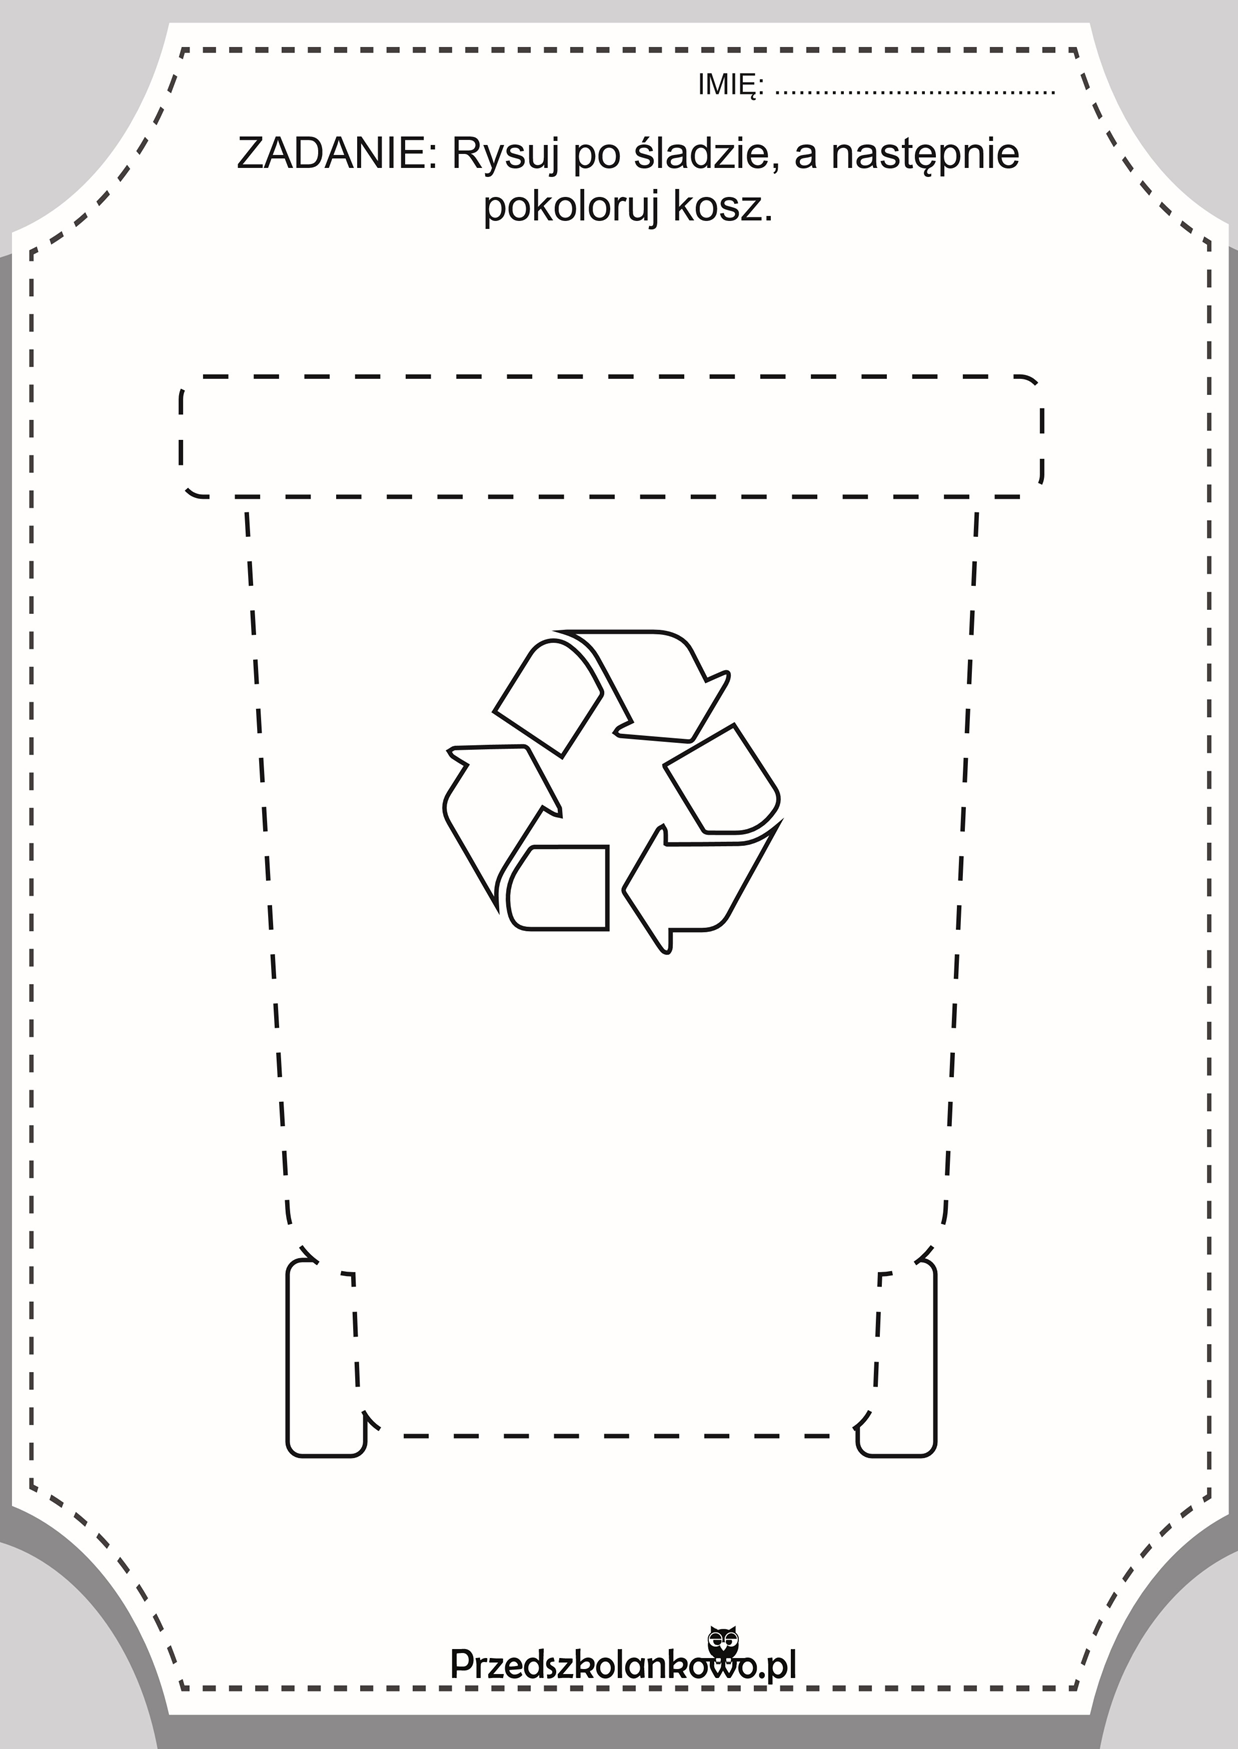 IMIĘ: ...................................
ZADANIE: Rysuj po śladzie, a następnie
pokoloruj kosz.
Przedszkolankowo.pl